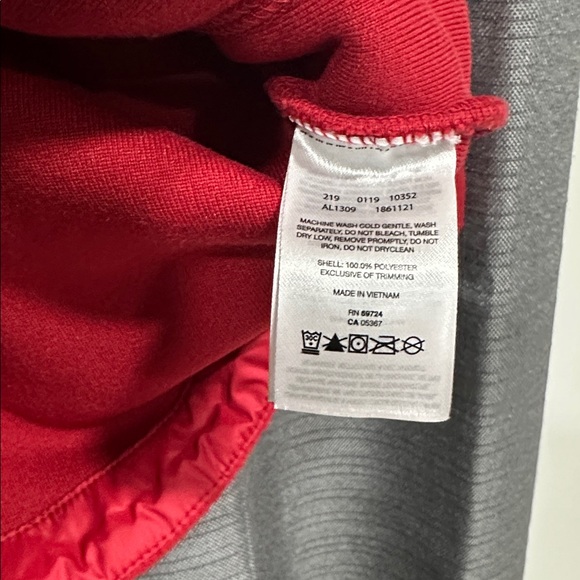 219 0119 10352
AL1309 1861121
MACHINE WASH COLD GENTLE, WASH
SEPARATELY, DO NOT BLEACH, TUMBLE
DRY LOW, REMOVE PROMPTLY, DO NOT
IRON, DO NOT DRYCLEAN
SHELL: 100.0% POLYESTER
EXCLUSIVE OF TRIMMING
MADE IN VIETNAM
RN 69724
CA 05367